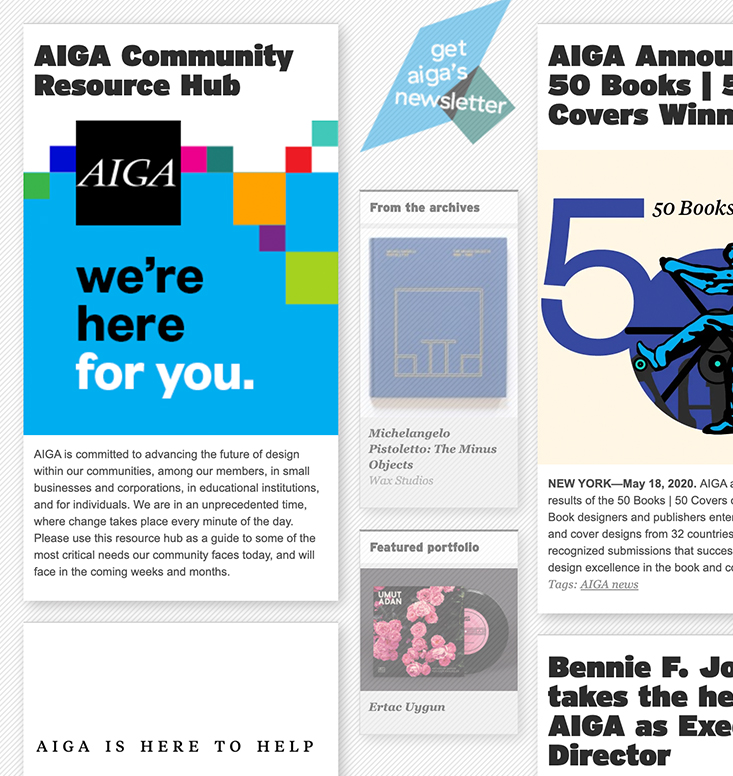 AIGA Community
Resource Hub
AIGA
we're
here
for you.
AIGA is committed to advancing the future of design
within our communities, among our members, in small
businesses and corporations, in educational institutions,
and for individuals. We are in an unprecedented time,
where change takes place every minute of the day.
Please use this resource hub as a guide to some of the
most critical needs our community faces today, and will
face in the coming weeks and months.
AIGA IS HERE TO HELP
get
aiga's
newsletter
From the archives
Michelangelo
Pistoletto: The Minus
Objects
Wax Studios
Featured portfolio
UMUT
ADAN
Ertac Uygun
AIGA Annou
50 Books | 5
Covers Winn
50 Books
50
NEW YORK—May 18, 2020. AIGA a
results of the 50 Books | 50 Covers c
Book designers and publishers ente
and cover designs from 32 countries
recognized submissions that succes
design excellence in the book and co
Tags: AIGA news
Bennie F. Jo
takes the he
AIGA as Exe
Director